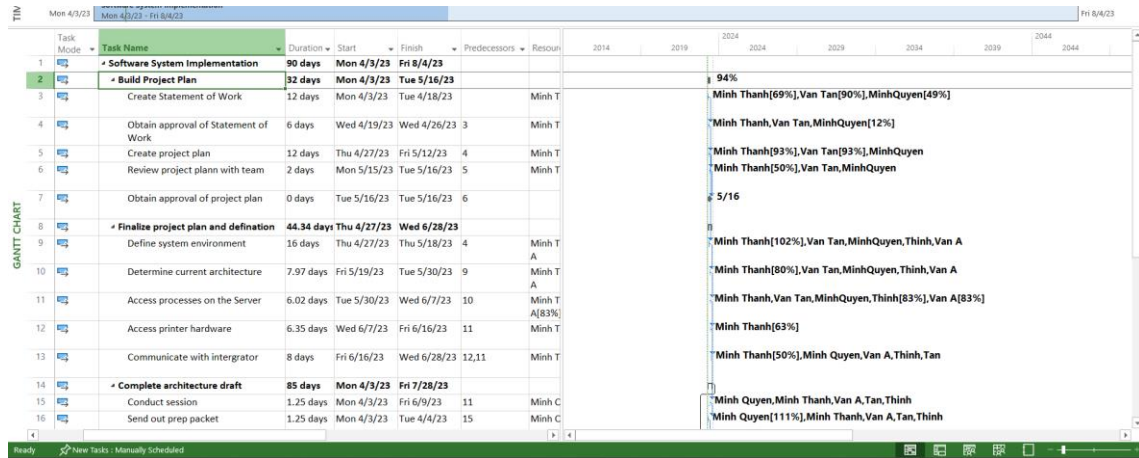 TIN
Mon 4/3/23
Software System Implementation
Mon 4/3/23 - Fri 8/4/23
Fri 8/4/23
GANTT CHART
Task Mode Task Name Duration Start Finish Predecessors Resour
2024 2044
2014 2019 2024 2029 2034 2039 2044
1 Software System Implementation 90 days Mon 4/3/23 Fri 8/4/23
2 Build Project Plan 32 days Mon 4/3/23 Tue 5/16/23 94%
3 Create Statement of Work 12 days Mon 4/3/23 Tue 4/18/23 Minh T Minh Thanh[69%],Van Tan[90%],MinhQuyen[49%]
4 Obtain approval of Statement of Work 6 days Wed 4/19/23 Wed 4/26/23 3 Minh T Minh Thanh,Van Tan,MinhQuyen[12%]
5 Create project plan 12 days Thu 4/27/23 Fri 5/12/23 4 Minh T Minh Thanh[93%],Van Tan[93%],MinhQuyen
6 Review project plann with team 2 days Mon 5/15/23 Tue 5/16/23 5 Minh T Minh Thanh[50%],Van Tan,MinhQuyen
7 Obtain approval of project plan 0 days Tue 5/16/23 Tue 5/16/23 6 5/16
8 Finalize project plan and defination 44.34 days Thu 4/27/23 Wed 6/28/23
9 Define system environment 16 days Thu 4/27/23 Thu 5/18/23 4 Minh T A Minh Thanh[102%],Van Tan,MinhQuyen,Thinh,Van A
10 Determine current architecture 7.97 days Fri 5/19/23 Tue 5/30/23 9 Minh T A Minh Thanh[80%],Van Tan,MinhQuyen,Thinh,Van A
11 Access processes on the Server 6.02 days Tue 5/30/23 Wed 6/7/23 10 Minh T A[83%] Minh Thanh,Van Tan,MinhQuyen,Thinh[83%],Van A[83%]
12 Access printer hardware 6.35 days Wed 6/7/23 Fri 6/16/23 11 Minh T Minh Thanh[63%]
13 Communicate with intergrator 8 days Fri 6/16/23 Wed 6/28/23 12,11 Minh T Minh Thanh[50%],Minh Quyen,Van A,Thinh,Tan
14 Complete architecture draft 85 days Mon 4/3/23 Fri 7/28/23
15 Conduct session 1.25 days Mon 4/3/23 Fri 6/9/23 11 Minh Q Minh Quyen,Minh Thanh,Van A,Tan,Thinh
16 Send out prep packet 1.25 days Mon 4/3/23 Tue 4/4/23 15 Minh Q Minh Quyen[111%],Minh Thanh,Van A,Tan,Thinh
Ready New Tasks : Manually Scheduled